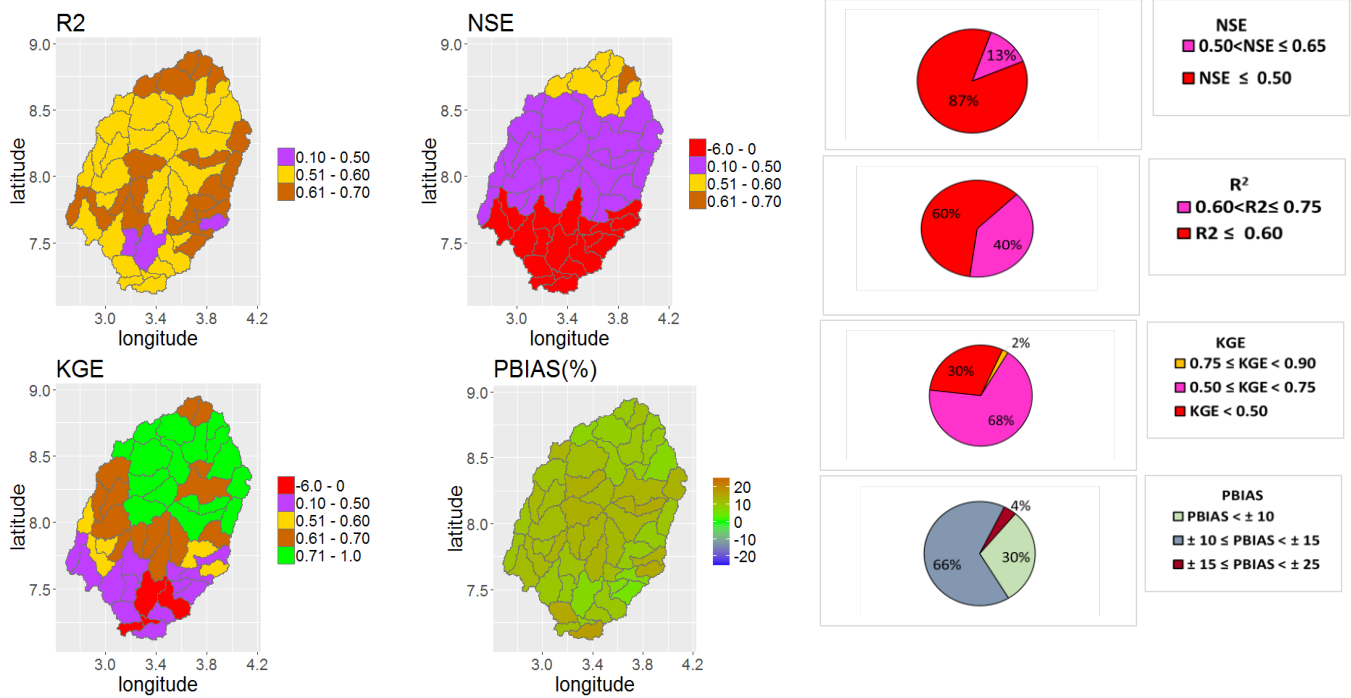 R2
9.0
8.5
8.0
7.5
latitude
3.0 3.4 3.8 4.2
longitude
0.10 - 0.50
0.51 - 0.60
0.61 - 0.70
NSE
9.0
8.5
8.0
7.5
latitude
3.0 3.4 3.8 4.2
longitude
-6.0 - 0
0.10 - 0.50
0.51 - 0.60
0.61 - 0.70
13%
87%
NSE
0.50<NSE ≤ 0.65
NSE ≤ 0.50
60%
40%
R²
0.60<R2≤ 0.75
R2 ≤ 0.60
KGE
9.0
8.5
8.0
7.5
latitude
3.0 3.4 3.8 4.2
longitude
-6.0 - 0
0.10 - 0.50
0.51 - 0.60
0.61 - 0.70
0.71 - 1.0
PBIAS(%)
9.0
8.5
8.0
7.5
latitude
3.0 3.4 3.8 4.2
longitude
20
10
0
-10
-20
2%
30%
68%
KGE
0.75 ≤ KGE < 0.90
0.50 ≤ KGE < 0.75
KGE < 0.50
4%
66%
30%
PBIAS
PBIAS < ± 10
± 10 ≤ PBIAS < ± 15
± 15 ≤ PBIAS < ± 25